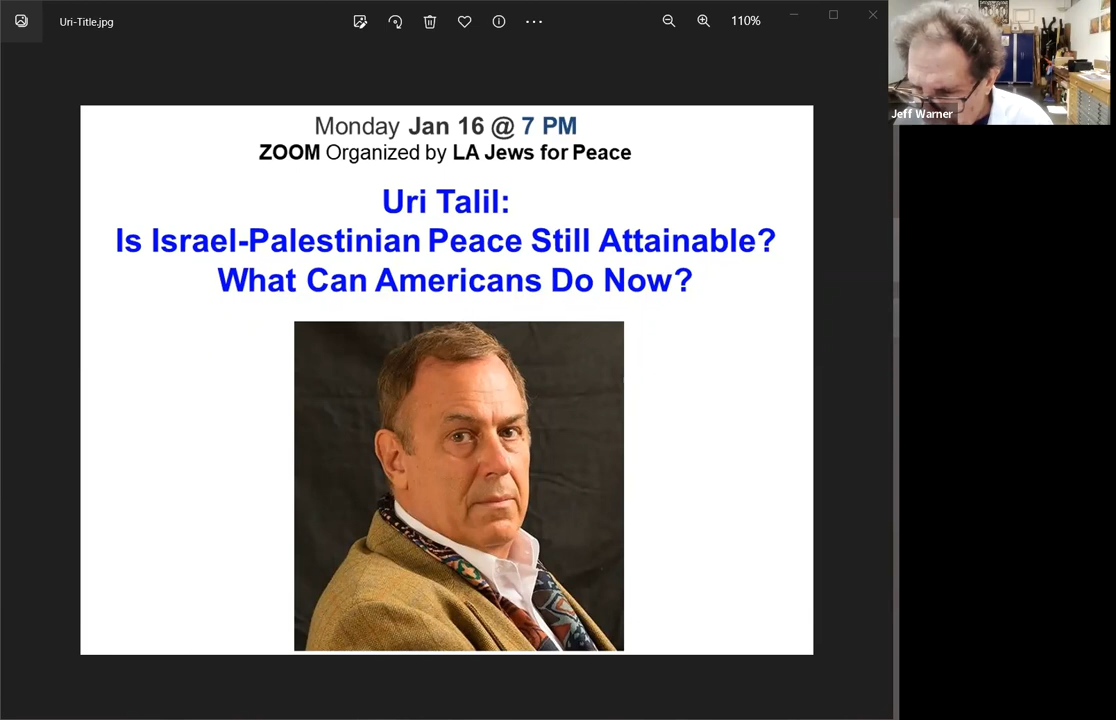 Uri-Title.jpg
110%
Jeff Warner
Monday Jan 16 @ 7 PM
ZOOM Organized by LA Jews for Peace
Uri Talil:
Is Israel-Palestinian Peace Still Attainable?
What Can Americans Do Now?